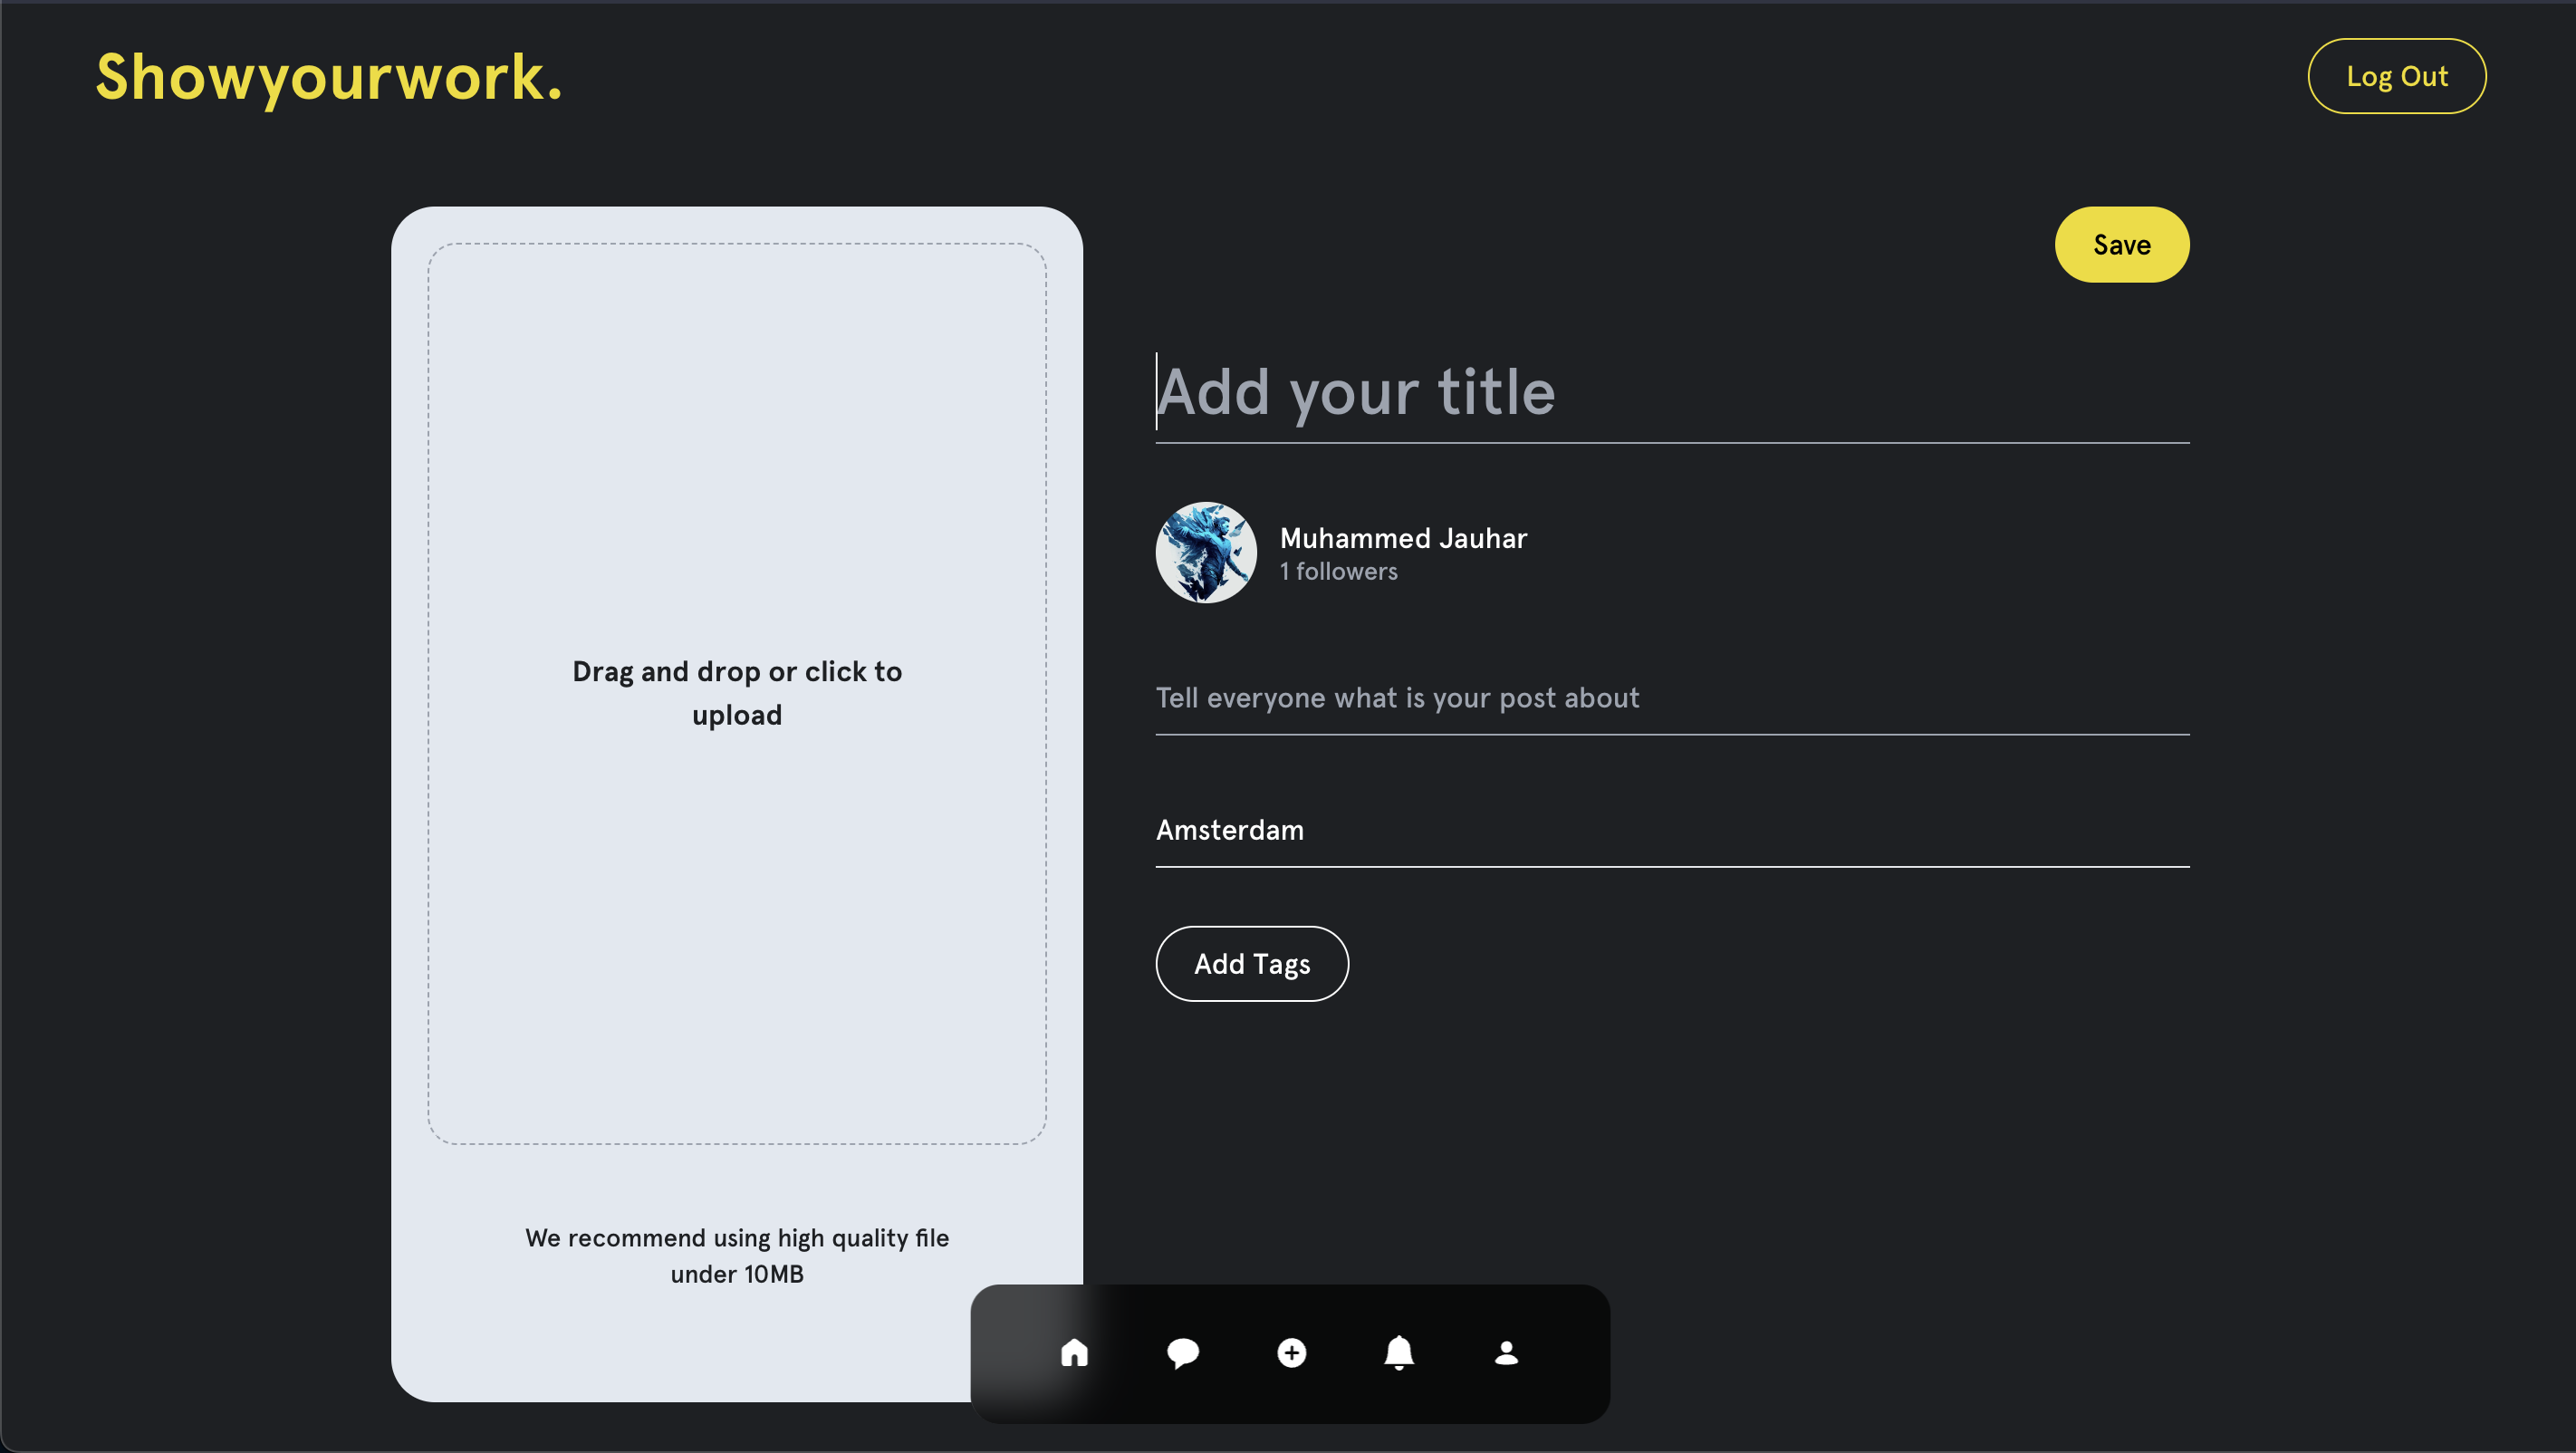 Showyourwork.
Log Out
Save
Add your title
Muhammed Jauhar
1 followers
Drag and drop or click to
upload
Tell everyone what is your post about
Amsterdam
Add Tags
We recommend using high quality file
under 10MB